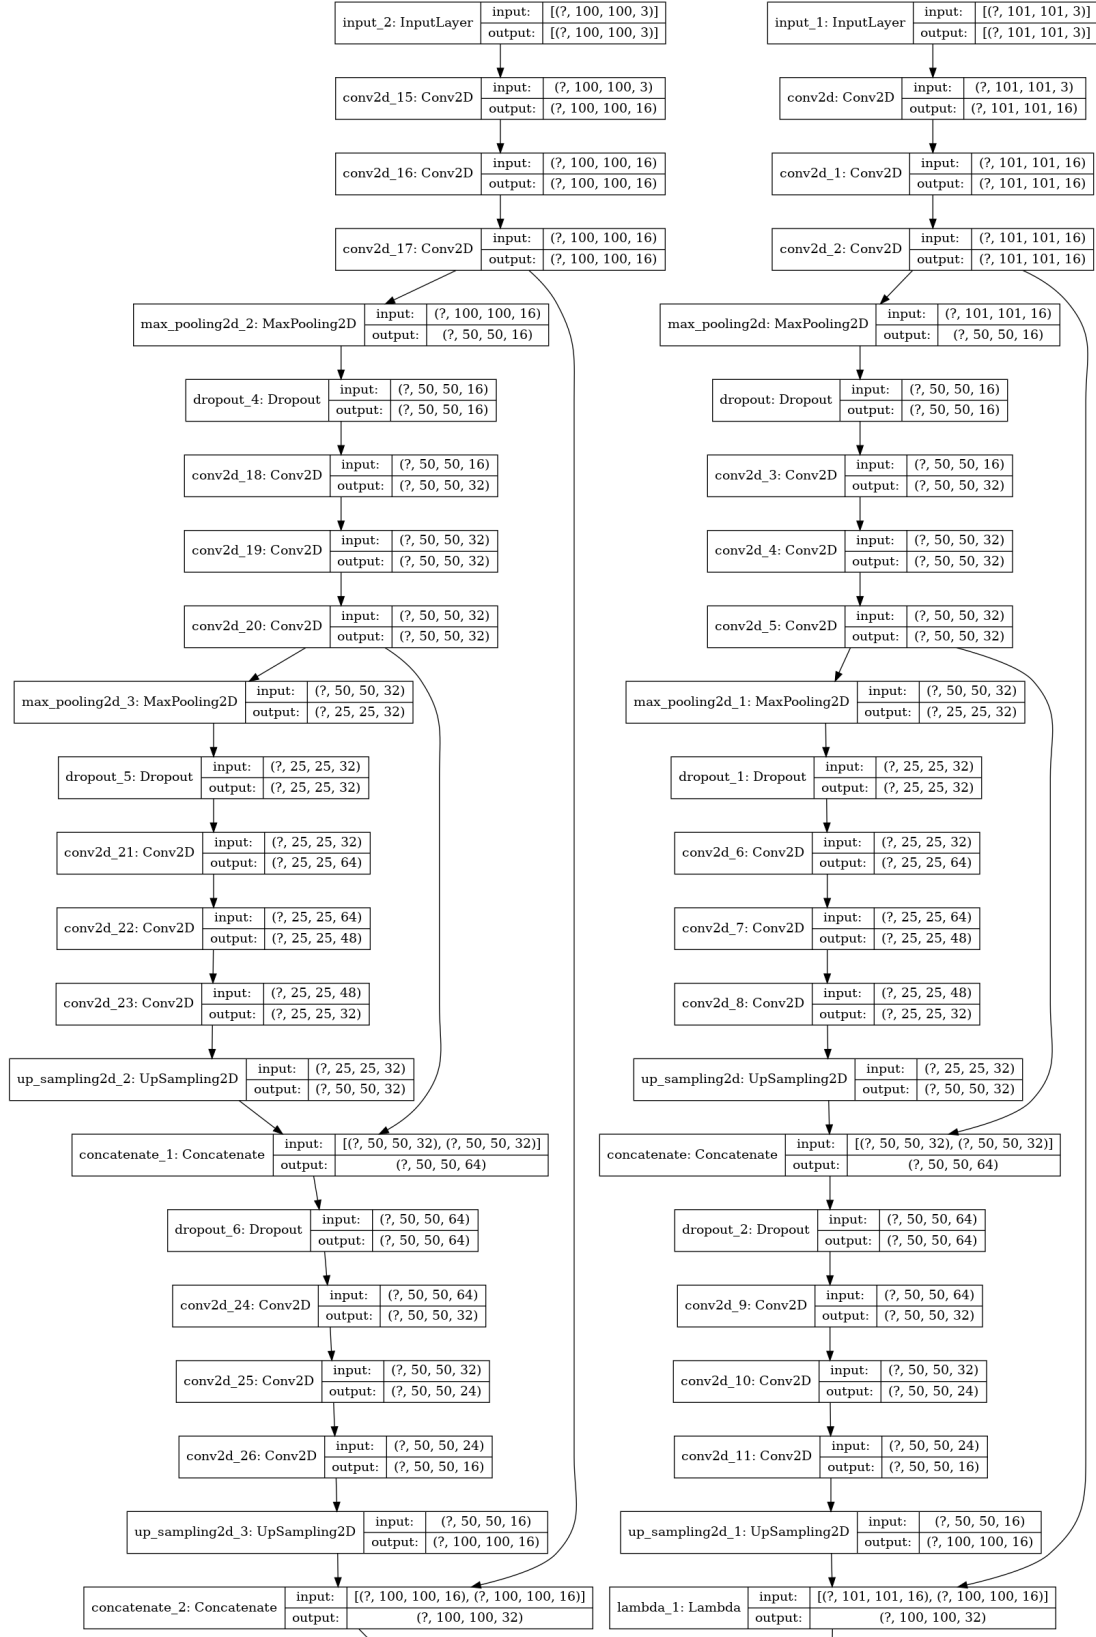 input_2: InputLayer
input: [(?, 100, 100, 3)]
output: [(?, 100, 100, 3)]
input_1: InputLayer
input: [(?, 101, 101, 3)]
output: [(?, 101, 101, 3)]
conv2d_15: Conv2D
input: (?, 100, 100, 3)
output: (?, 100, 100, 16)
conv2d: Conv2D
input: (?, 101, 101, 3)
output: (?, 101, 101, 16)
conv2d_16: Conv2D
input: (?, 100, 100, 16)
output: (?, 100, 100, 16)
conv2d_1: Conv2D
input: (?, 101, 101, 16)
output: (?, 101, 101, 16)
conv2d_17: Conv2D
input: (?, 100, 100, 16)
output: (?, 100, 100, 16)
conv2d_2: Conv2D
input: (?, 101, 101, 16)
output: (?, 101, 101, 16)
max_pooling2d_2: MaxPooling2D
input: (?, 100, 100, 16)
output: (?, 50, 50, 16)
max_pooling2d: MaxPooling2D
input: (?, 101, 101, 16)
output: (?, 50, 50, 16)
dropout_4: Dropout
input: (?, 50, 50, 16)
output: (?, 50, 50, 16)
dropout: Dropout
input: (?, 50, 50, 16)
output: (?, 50, 50, 16)
conv2d_18: Conv2D
input: (?, 50, 50, 16)
output: (?, 50, 50, 32)
conv2d_3: Conv2D
input: (?, 50, 50, 16)
output: (?, 50, 50, 32)
conv2d_19: Conv2D
input: (?, 50, 50, 32)
output: (?, 50, 50, 32)
conv2d_4: Conv2D
input: (?, 50, 50, 32)
output: (?, 50, 50, 32)
conv2d_20: Conv2D
input: (?, 50, 50, 32)
output: (?, 50, 50, 32)
conv2d_5: Conv2D
input: (?, 50, 50, 32)
output: (?, 50, 50, 32)
max_pooling2d_3: MaxPooling2D
input: (?, 50, 50, 32)
output: (?, 25, 25, 32)
max_pooling2d_1: MaxPooling2D
input: (?, 50, 50, 32)
output: (?, 25, 25, 32)
dropout_5: Dropout
input: (?, 25, 25, 32)
output: (?, 25, 25, 32)
dropout_1: Dropout
input: (?, 25, 25, 32)
output: (?, 25, 25, 32)
conv2d_21: Conv2D
input: (?, 25, 25, 32)
output: (?, 25, 25, 64)
conv2d_6: Conv2D
input: (?, 25, 25, 32)
output: (?, 25, 25, 64)
conv2d_22: Conv2D
input: (?, 25, 25, 64)
output: (?, 25, 25, 48)
conv2d_7: Conv2D
input: (?, 25, 25, 64)
output: (?, 25, 25, 48)
conv2d_23: Conv2D
input: (?, 25, 25, 48)
output: (?, 25, 25, 32)
conv2d_8: Conv2D
input: (?, 25, 25, 48)
output: (?, 25, 25, 32)
up_sampling2d_2: UpSampling2D
input: (?, 25, 25, 32)
output: (?, 50, 50, 32)
up_sampling2d: UpSampling2D
input: (?, 25, 25, 32)
output: (?, 50, 50, 32)
concatenate_1: Concatenate
input: [(?, 50, 50, 32), (?, 50, 50, 32)]
output: (?, 50, 50, 64)
concatenate: Concatenate
input: [(?, 50, 50, 32), (?, 50, 50, 32)]
output: (?, 50, 50, 64)
dropout_6: Dropout
input: (?, 50, 50, 64)
output: (?, 50, 50, 64)
dropout_2: Dropout
input: (?, 50, 50, 64)
output: (?, 50, 50, 64)
conv2d_24: Conv2D
input: (?, 50, 50, 64)
output: (?, 50, 50, 32)
conv2d_9: Conv2D
input: (?, 50, 50, 64)
output: (?, 50, 50, 32)
conv2d_25: Conv2D
input: (?, 50, 50, 32)
output: (?, 50, 50, 24)
conv2d_10: Conv2D
input: (?, 50, 50, 32)
output: (?, 50, 50, 24)
conv2d_26: Conv2D
input: (?, 50, 50, 24)
output: (?, 50, 50, 16)
conv2d_11: Conv2D
input: (?, 50, 50, 24)
output: (?, 50, 50, 16)
up_sampling2d_3: UpSampling2D
input: (?, 50, 50, 16)
output: (?, 100, 100, 16)
up_sampling2d_1: UpSampling2D
input: (?, 50, 50, 16)
output: (?, 100, 100, 16)
concatenate_2: Concatenate
input: [(?, 100, 100, 16), (?, 100, 100, 16)]
output: (?, 100, 100, 32)
lambda_1: Lambda
input: [(?, 101, 101, 16), (?, 100, 100, 16)]
output: (?, 100, 100, 32)